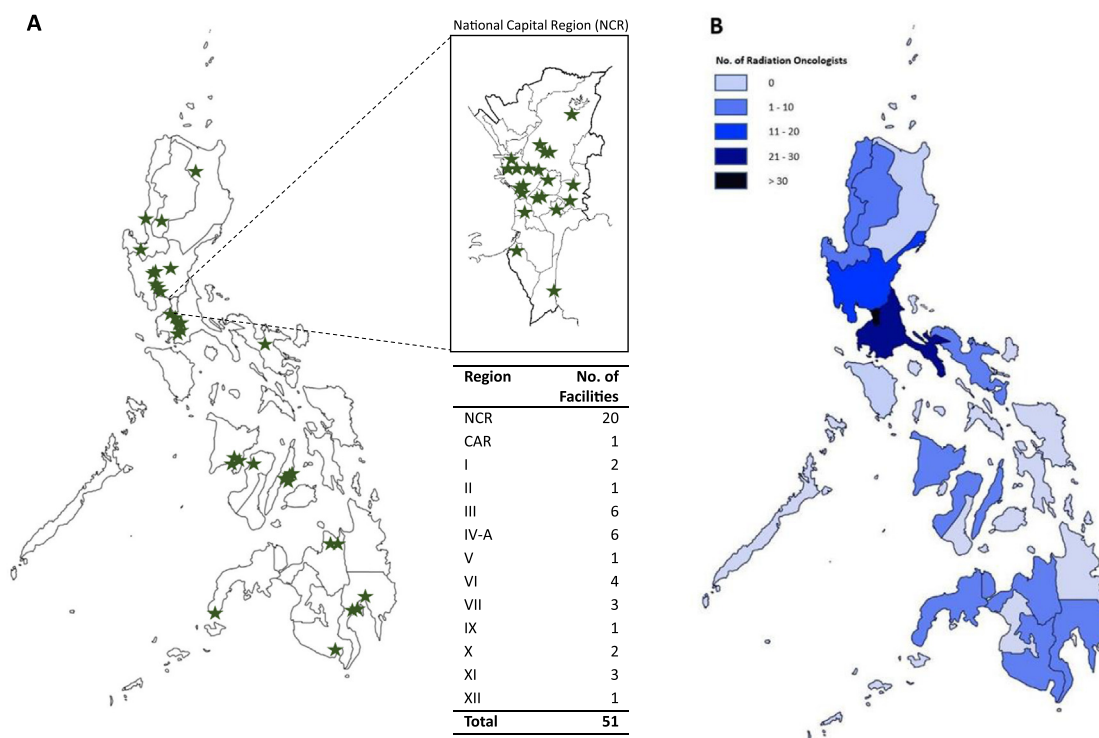 A
National Capital Region (NCR)
Region No. of
Facilities
NCR 20
CAR 1
I 2
II 1
III 6
IV-A 6
V 1
VI 4
VII 3
IX 1
X 2
XI 3
XII 1
Total 51
B
No. of Radiation Oncologists
0
1 - 10
11 - 20
21 - 30
> 30